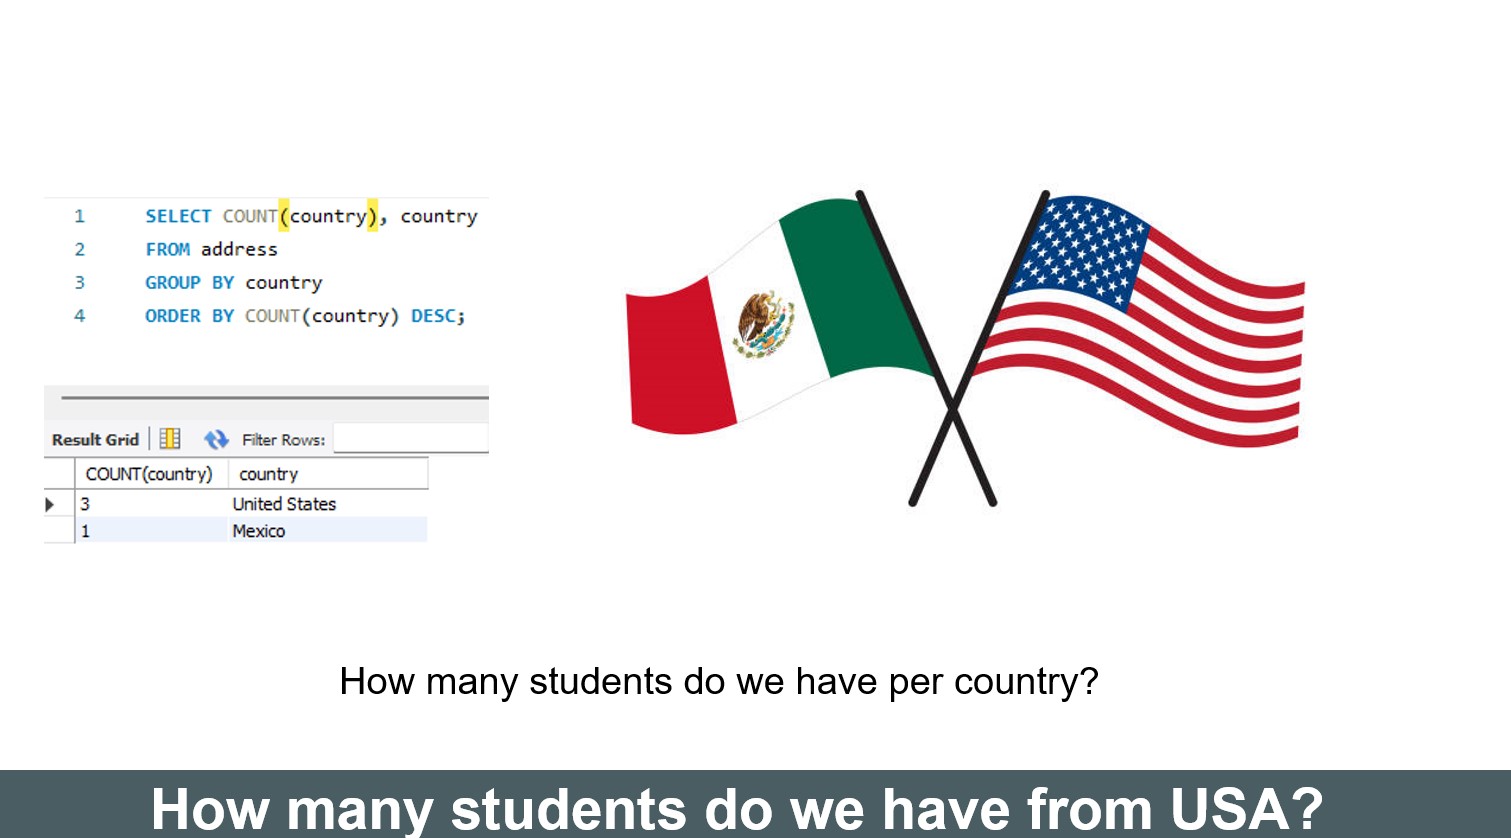 1 SELECT COUNT(country), country
2 FROM address
3 GROUP BY country
4 ORDER BY COUNT(country) DESC;
Result Grid Filter Rows:
COUNT(country) country
3 United States
1 Mexico
How many students do we have per country?
How many students do we have from USA?